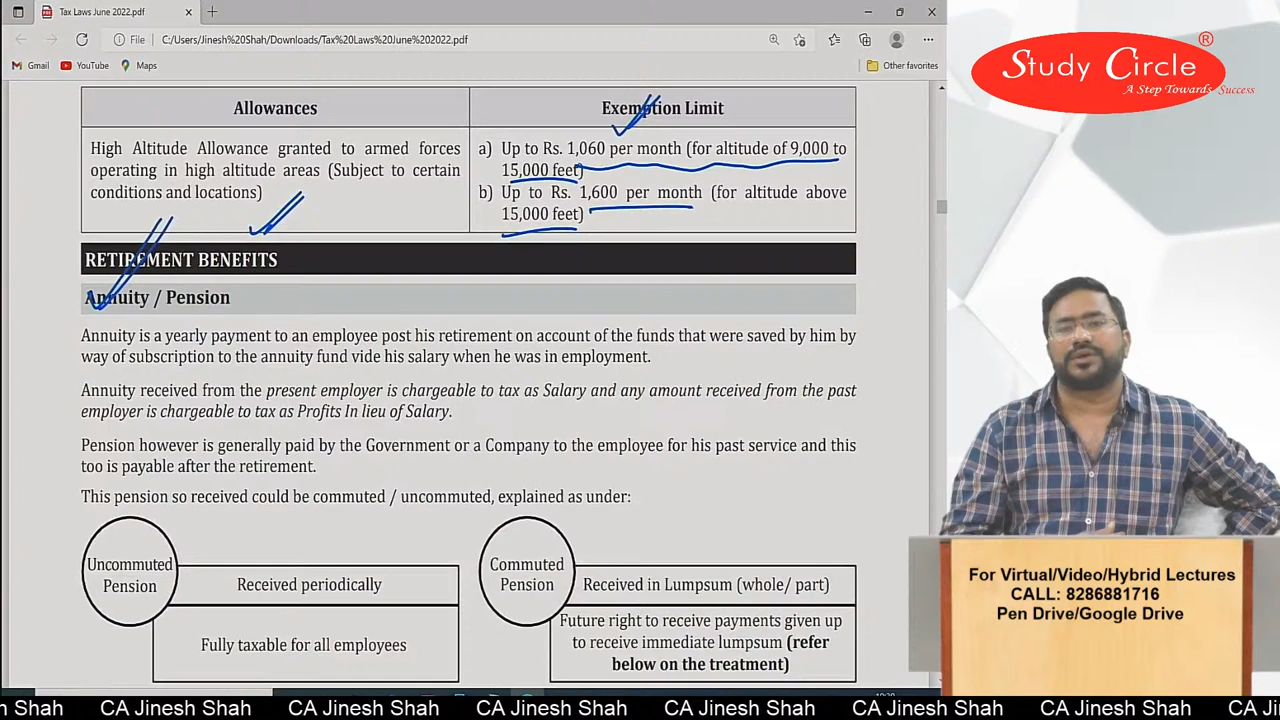 Tax Laws June 2022.pdf
File
C:/Users/Jinesh%20Shah/Downloads/Tax%20Laws%20June%202022.pdf
Gmail
YouTube
Maps
Other favorites
Allowances
Exemption Limit
High Altitude Allowance granted to armed forces
operating in high altitude areas (Subject to certain
conditions and locations)
a) Up to Rs. 1,060 per month (for altitude of 9,000 to
15,000 feet)
b) Up to Rs. 1,600 per month (for altitude above
15,000 feet)
RETIREMENT BENEFITS
Annuity / Pension
Annuity is a yearly payment to an employee post his retirement on account of the funds that were saved by him by
way of subscription to the annuity fund vide his salary when he was in employment.
Annuity received from the present employer is chargeable to tax as Salary and any amount received from the past
employer is chargeable to tax as Profits In lieu of Salary.
Pension however is generally paid by the Government or a Company to the employee for his past service and this
too is payable after the retirement.
This pension so received could be commuted / uncommuted, explained as under:
Uncommuted
Pension
Received periodically
Fully taxable for all employees
Commuted
Pension
Received in Lumpsum (whole/ part)
Future right to receive payments given up
to receive immediate lumpsum (refer
below on the treatment)
Study Circle ®
A Step Towards Success
For Virtual/Video/Hybrid Lectures
CALL: 8286881716
Pen Drive/Google Drive
h Shah CA Jinesh Shah CA Jinesh Shah CA Jinesh Shah CA Jinesh Shah CA Jinesh Shah CA Jinesh Shah CA Ji